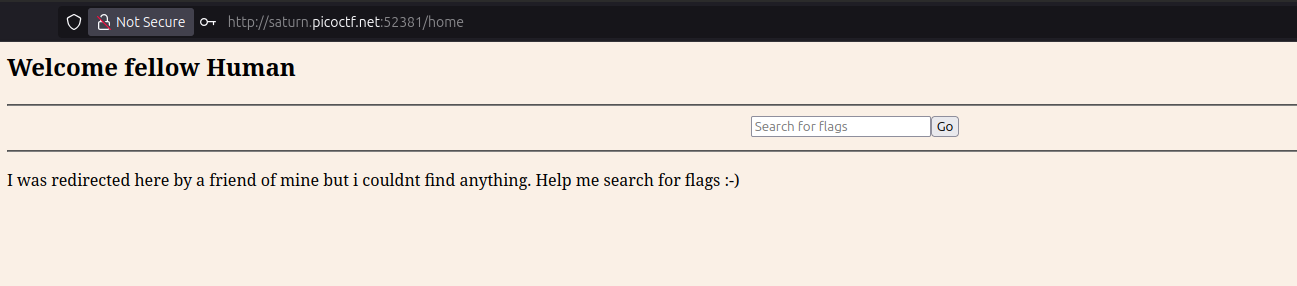 Not Secure http://saturn.picoctf.net:52381/home
Welcome fellow Human
Search for flags Go
I was redirected here by a friend of mine but i couldnt find anything. Help me search for flags :-)